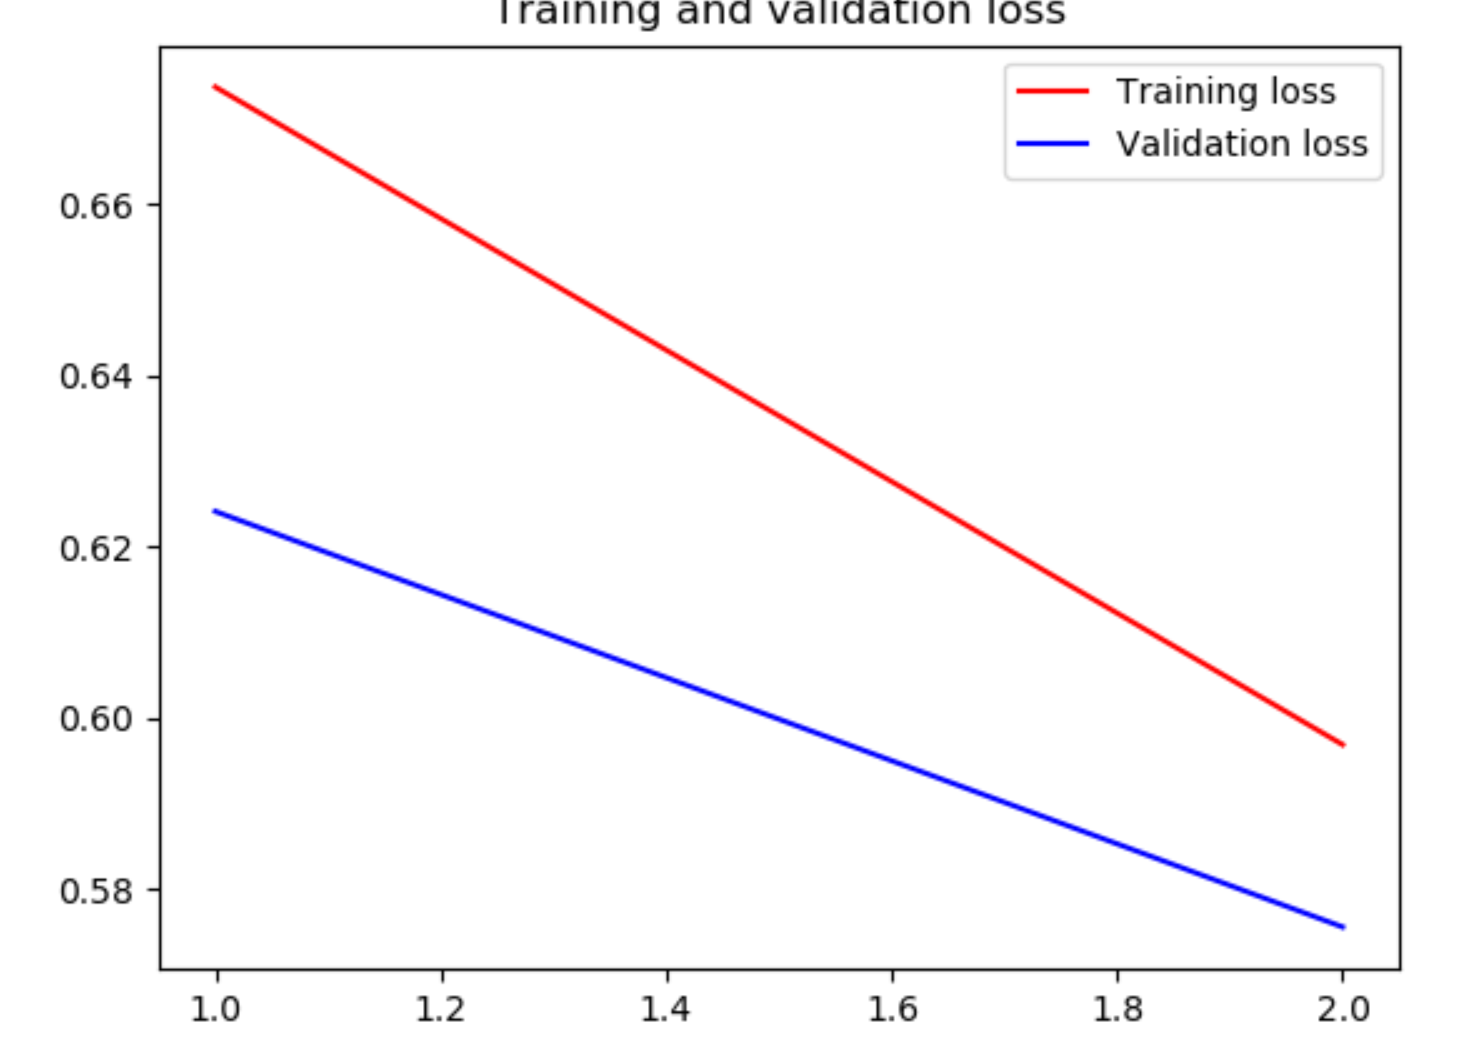 Training and validation loss
Training loss
Validation loss
0.66
0.64
0.62
0.60
0.58
1.0 1.2 1.4 1.6 1.8 2.0